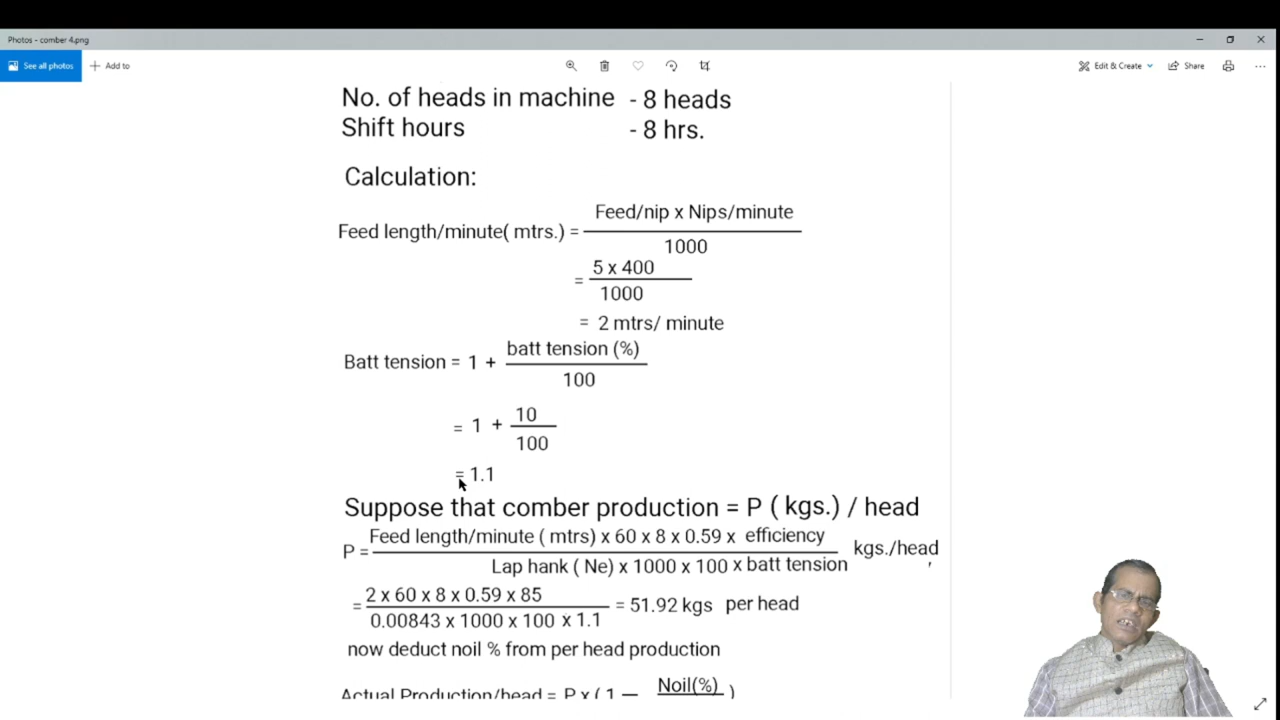 Photos - comber 4.png
See all photos
Add to
Edit & Create
Share
No. of heads in machine - 8 heads
Shift hours - 8 hrs.
Calculation:
Feed/nip x Nips/minute
Feed length/minute( mtrs.) =
1000
5 x 400
=
1000
= 2 mtrs/ minute
batt tension (%)
Batt tension = 1 +
100
10
= 1 +
100
= 1.1
Suppose that comber production = P ( kgs.) / head
Feed length/minute ( mtrs) x 60 x 8 x 0.59 x efficiency
P = kgs./head
Lap hank ( Ne) x 1000 x 100 x batt tension
2 x 60 x 8 x 0.59 x 85
= = 51.92 kgs per head
0.00843 x 1000 x 100 x 1.1
now deduct noil % from per head production
Noil(%)
Actual Production/head = P x ( 1 - )